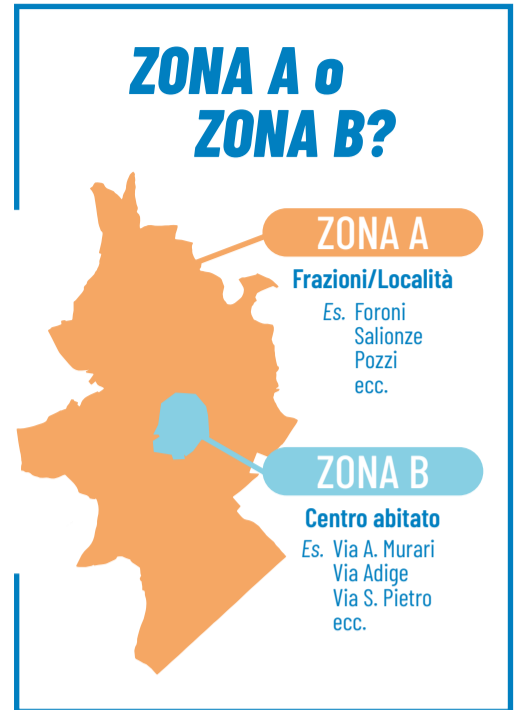 ZONA A o
ZONA B?
ZONA A
Frazioni/Località
Es. Foroni
Salionze
Pozzi
ecc.
ZONA B
Centro abitato
Es. Via A. Murari
Via Adige
Via S. Pietro
ecc.